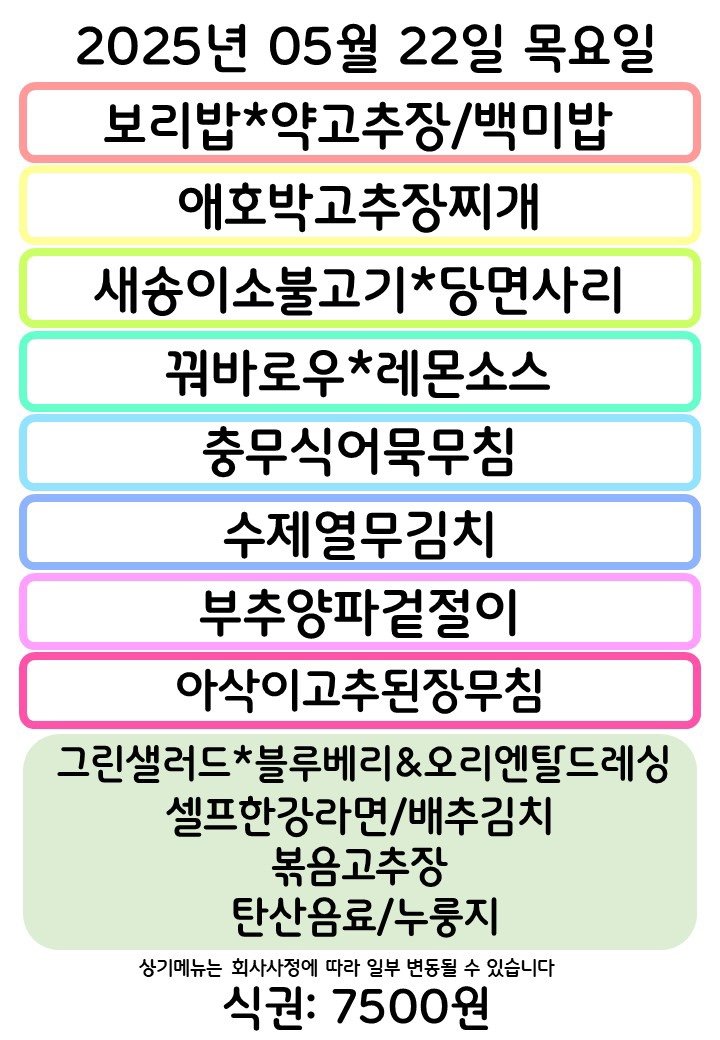 2025년 05월 22일 목요일
보리밥*약고추장/백미밥
애호박고추장찌개
새송이소불고기*당면사리
꿔바로우*레몬소스
충무식어묵무침
수제열무김치
부추양파겉절이
아삭이고추된장무침
그린샐러드*블루베리&오리엔탈드레싱
셀프한강라면/배추김치
볶음고추장
탄산음료/누룽지
상기메뉴는 회사사정에 따라 일부 변동될 수 있습니다
식권: 7500원